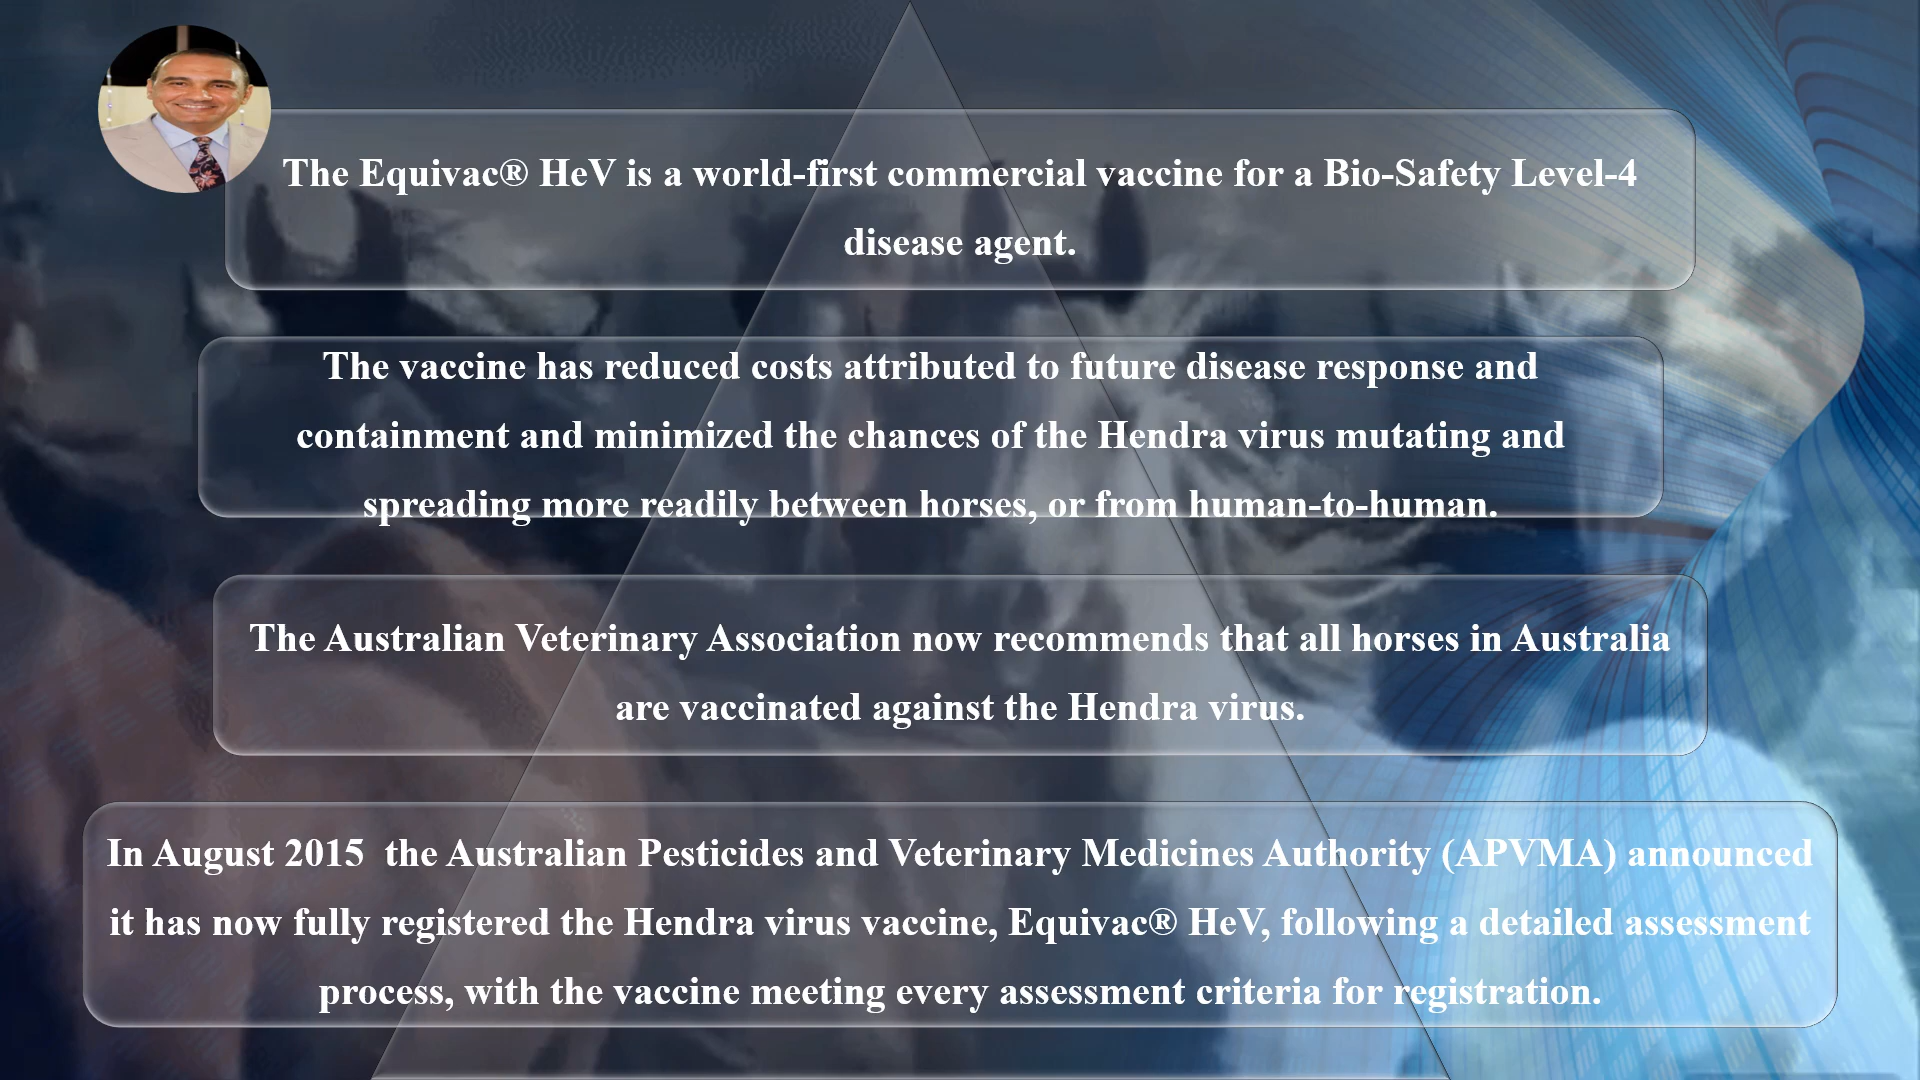 The Equivac® HeV is a world-first commercial vaccine for a Bio-Safety Level-4
disease agent.
The vaccine has reduced costs attributed to future disease response and
containment and minimized the chances of the Hendra virus mutating and
spreading more readily between horses, or from human-to-human.
The Australian Veterinary Association now recommends that all horses in Australia
are vaccinated against the Hendra virus.
In August 2015  the Australian Pesticides and Veterinary Medicines Authority (APVMA) announced
it has now fully registered the Hendra virus vaccine, Equivac® HeV, following a detailed assessment
process, with the vaccine meeting every assessment criteria for registration.